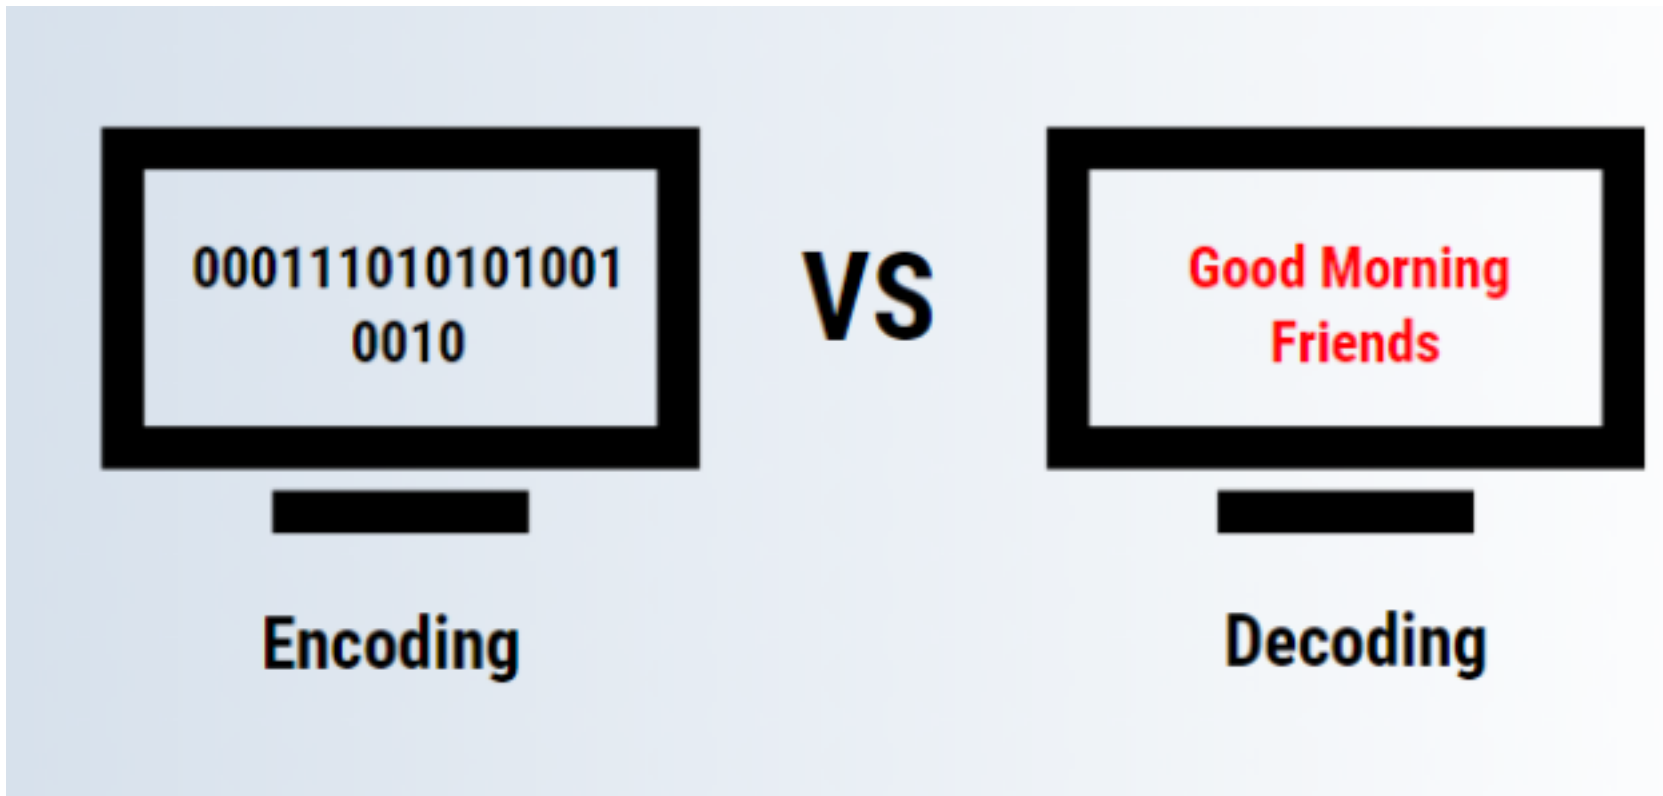 000111010101001
0010
VS
Good Morning
Friends
Encoding
Decoding